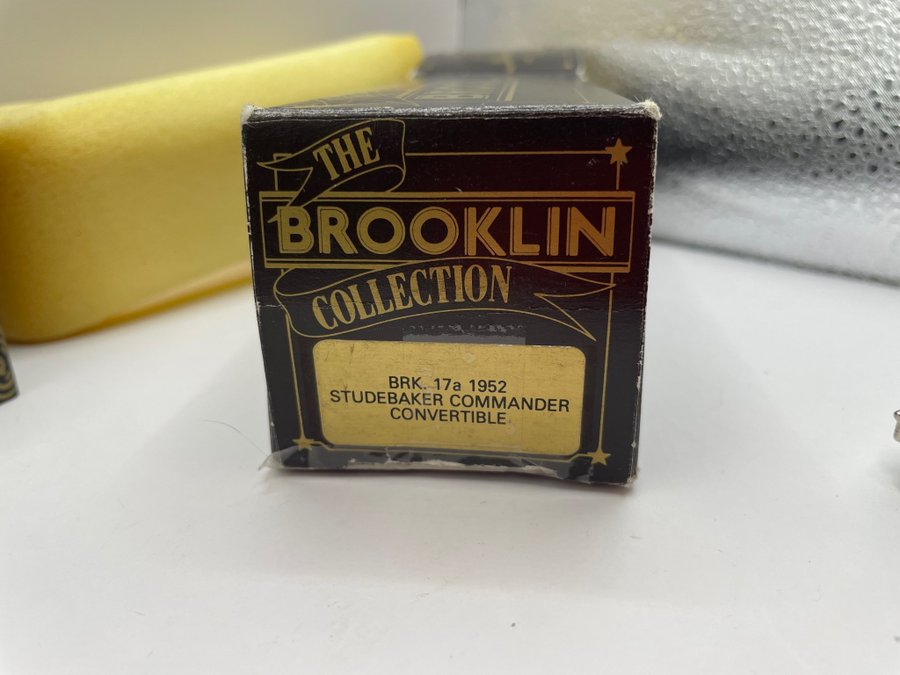 THE
BROOKLIN
COLLECTION
BRK. 17a 1952
STUDEBAKER COMMANDER
CONVERTIBLE